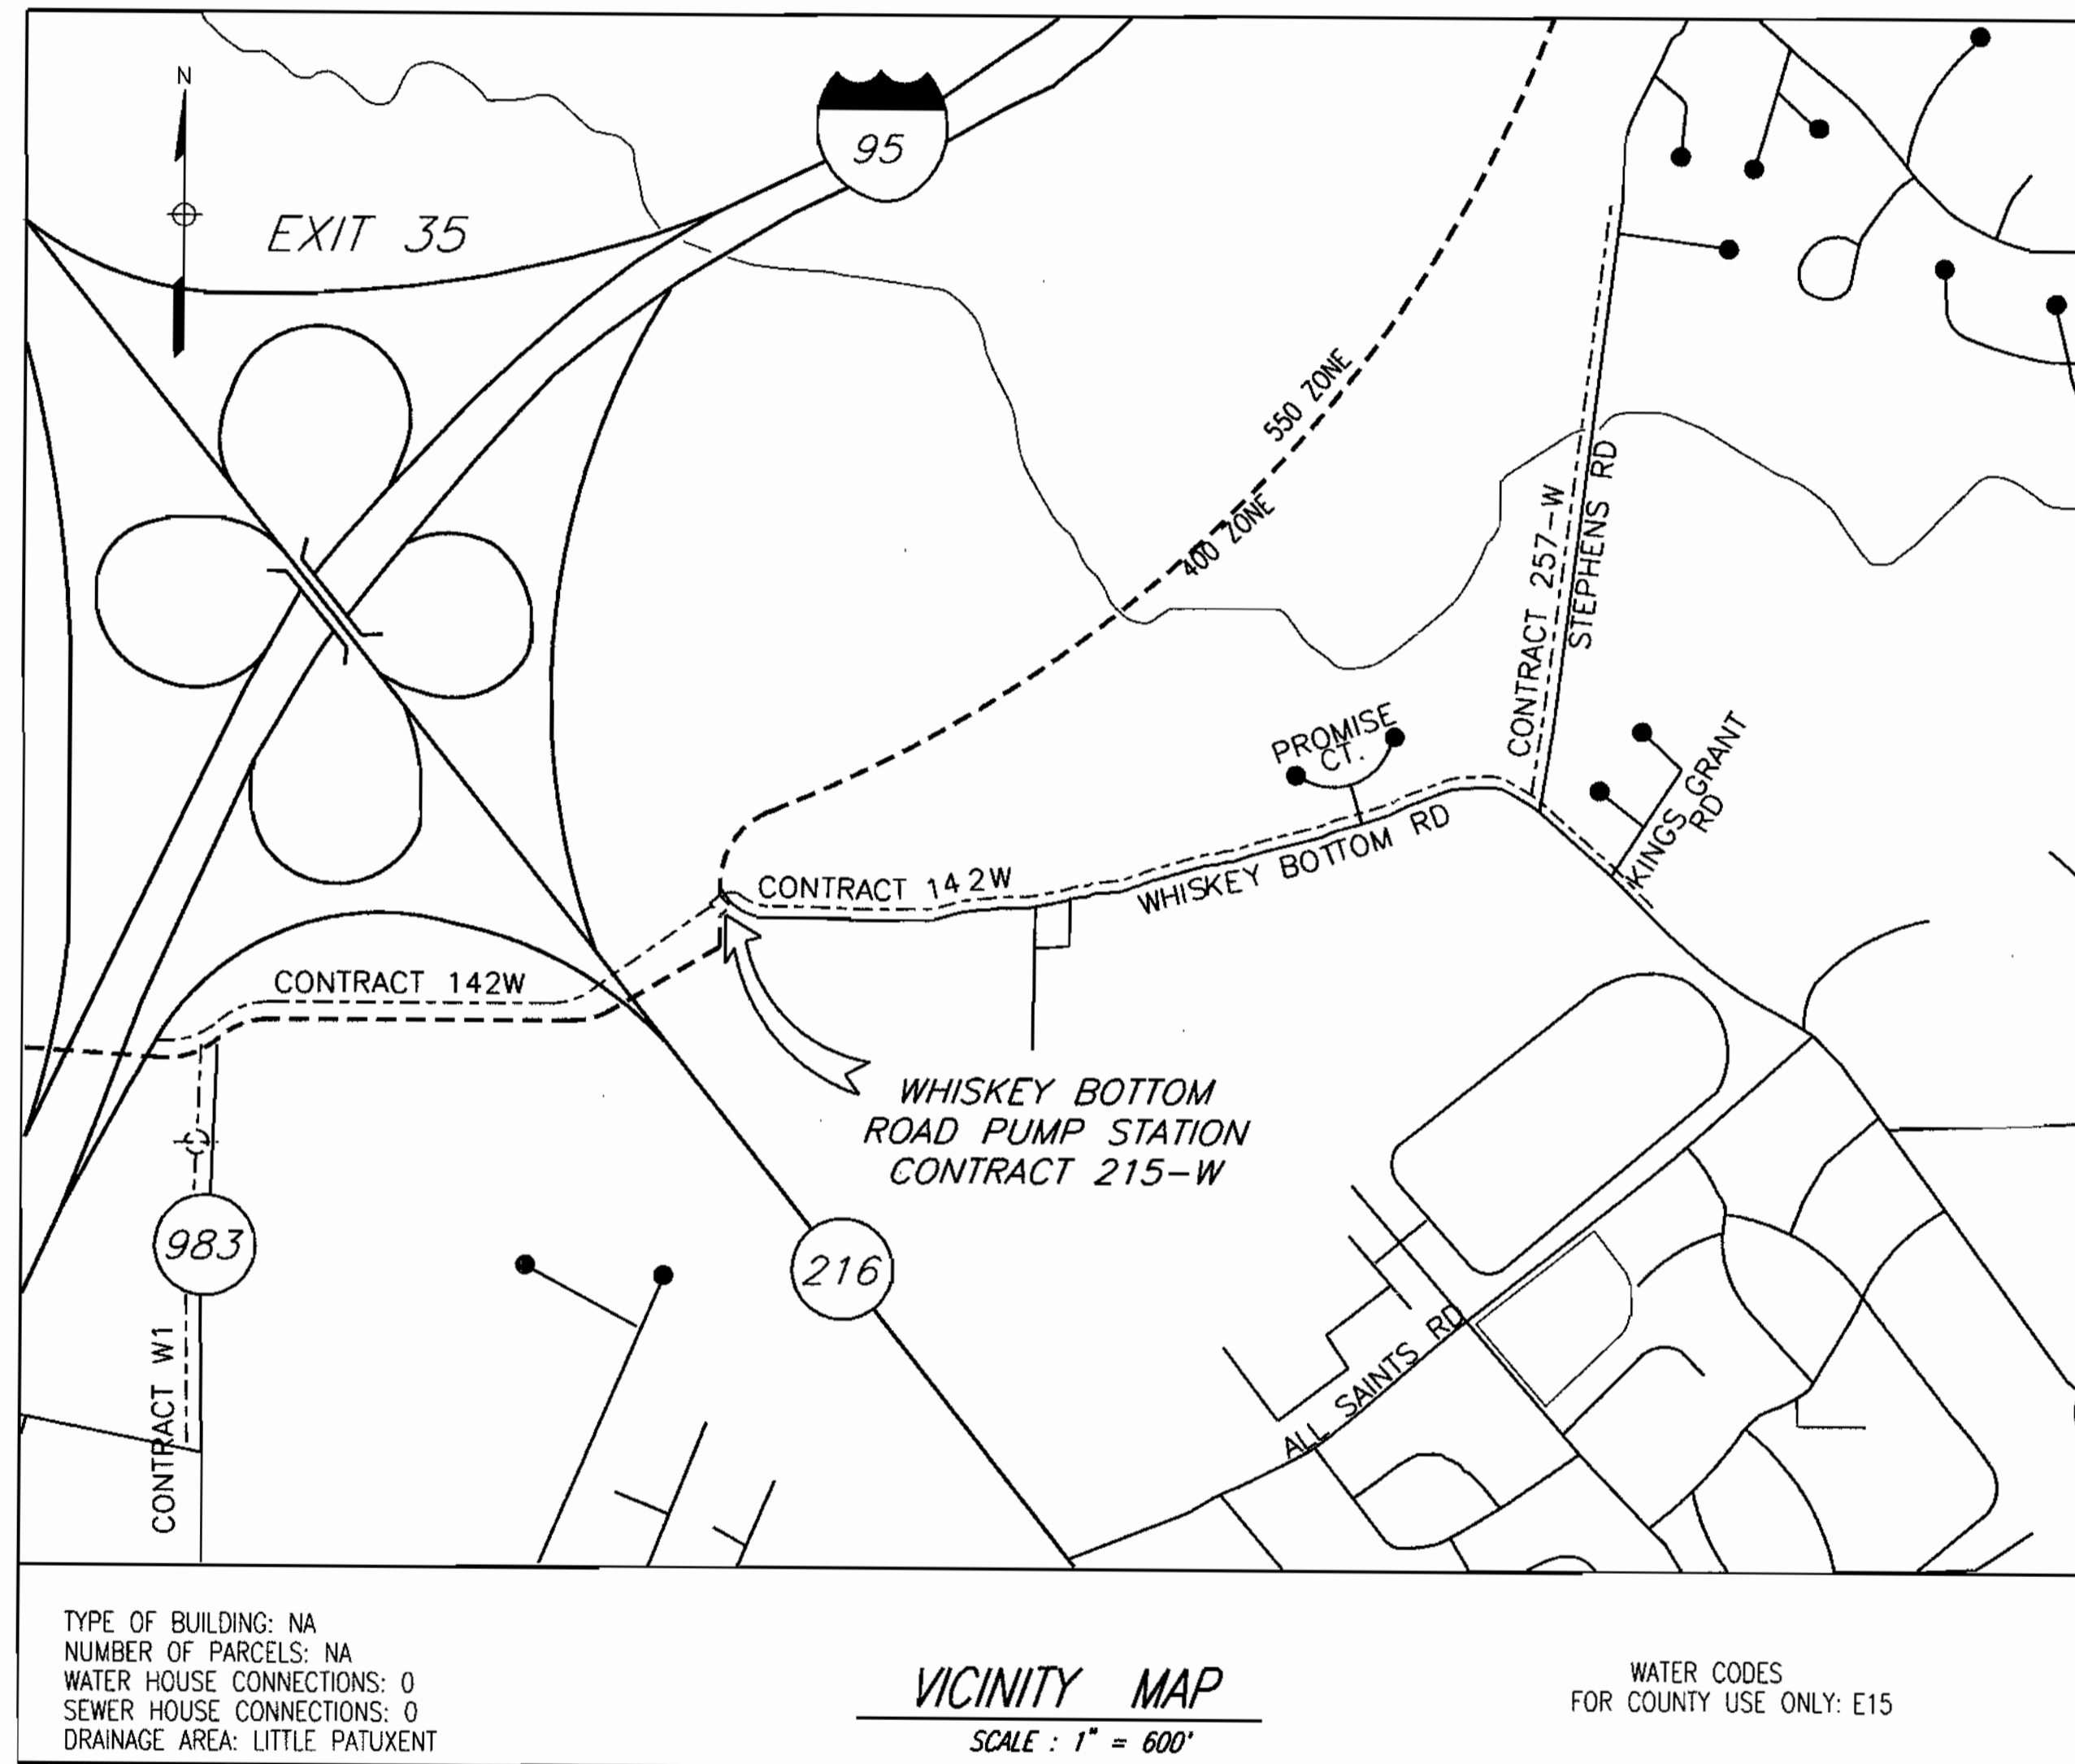 N
95
EXIT 35
550 ZONE
400 ZONE
CONTRACT 257-W
STEPHENS RD
PROMISE
CT.
KINGS GRANT
RD
CONTRACT 142W
WHISKEY BOTTOM RD
CONTRACT 142W
WHISKEY BOTTOM
ROAD PUMP STATION
CONTRACT 215-W
983
216
CONTRACT W1
ALL SAINTS RD
TYPE OF BUILDING: NA
NUMBER OF PARCELS: NA
WATER HOUSE CONNECTIONS: 0
SEWER HOUSE CONNECTIONS: 0
DRAINAGE AREA: LITTLE PATUXENT
VICINITY MAP
SCALE : 1" = 600'
WATER CODES
FOR COUNTY USE ONLY: E15